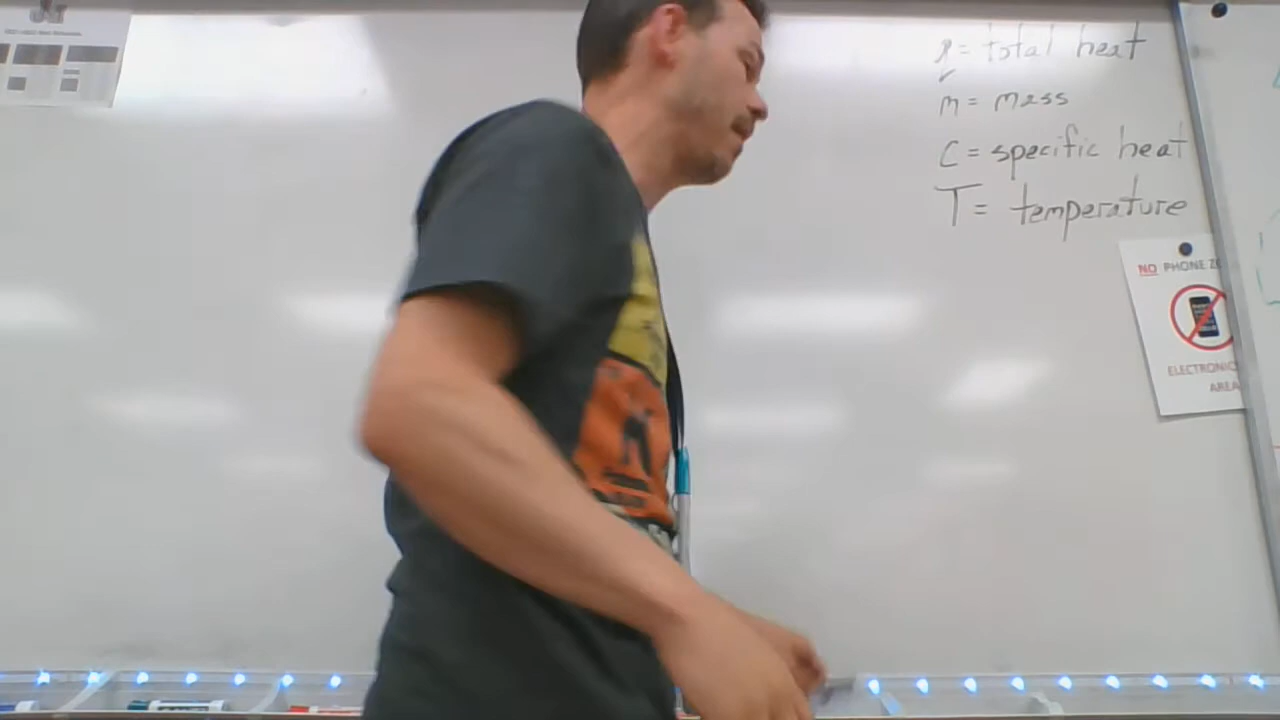 q = total heat
m = mass
C = specific heat
T = temperature
NO PHONE
ELECTRONIC
AREA